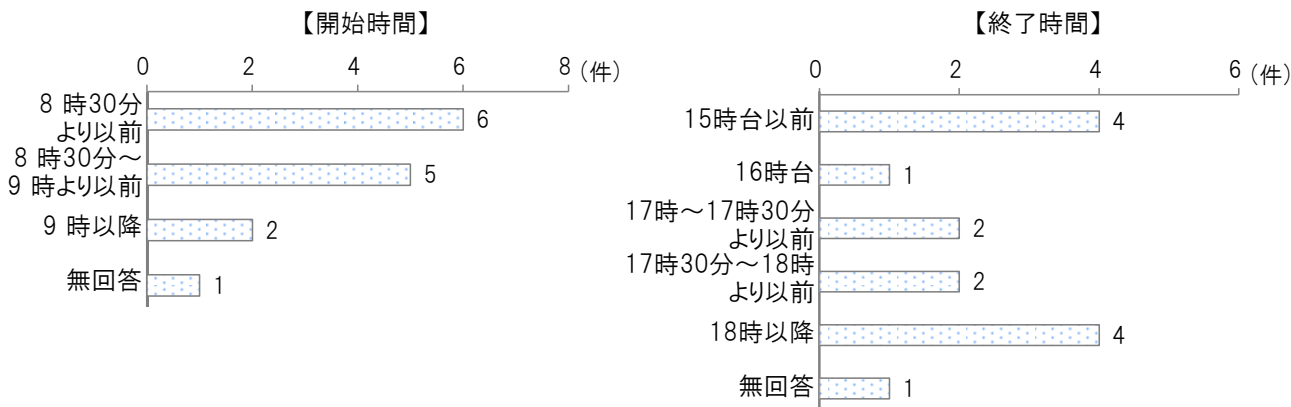 【開始時間】
0 2 4 6 8 (件)
8 時30分
より以前
6
8 時30分～
9 時より以前
5
9 時以降
2
無回答
1
【終了時間】
0 2 4 6 (件)
15時台以前
4
16時台
1
17時～17時30分
より以前
2
17時30分～18時
より以前
2
18時以降
4
無回答
1